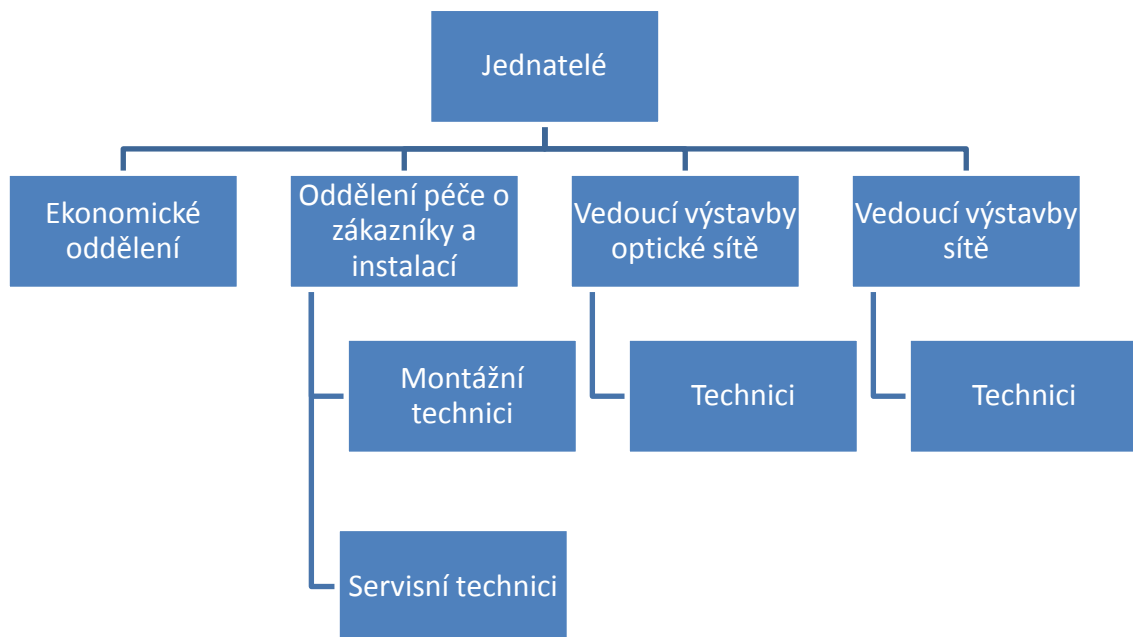 Jednatelé
Ekonomické
oddělení
Oddělení péče o
zákazníky a
instalací
Vedoucí výstavby
optické sítě
Vedoucí výstavby
sítě
Montážní
technici
Technici
Technici
Servisní technici